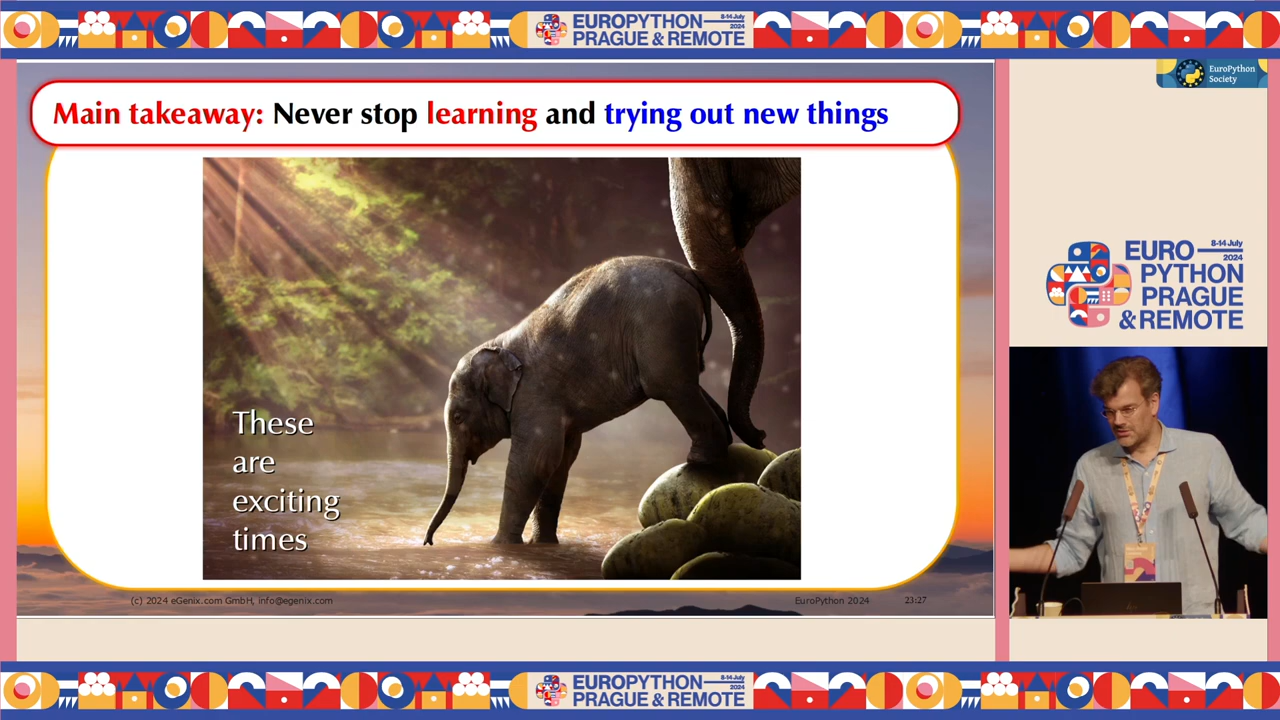 EUROPYTHON
8-14 July
2024
PRAGUE & REMOTE
EuroPython
Society
Main takeaway: Never stop learning and trying out new things
These
are
exciting
times
(c) 2024 eGenix.com GmbH, info@egenix.com
EuroPython 2024
23:27
EURO
8-14 July
2024
PYTHON
PRAGUE
& REMOTE
EUROPYTHON
8-14 July
2024
PRAGUE & REMOTE